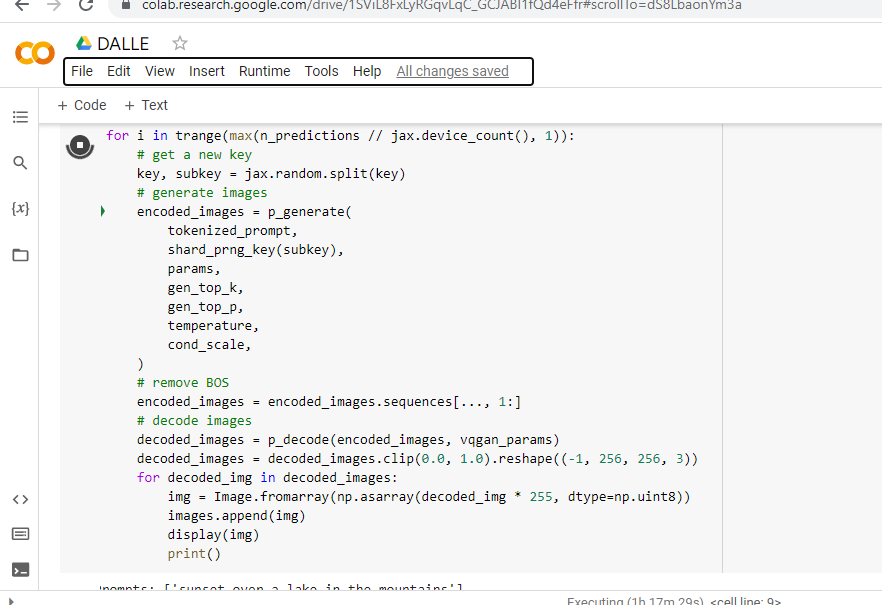 colab.research.google.com/drive/1SViL8FxLyRGqvLqC_GCJABI1fQd4eFfr#scrollTo=dS8LbaonYm3a
DALLE
File Edit View Insert Runtime Tools Help All changes saved
+ Code + Text
for i in trange(max(n_predictions // jax.device_count(), 1)):
# get a new key
key, subkey = jax.random.split(key)
# generate images
encoded_images = p_generate(
tokenized_prompt,
shard_prng_key(subkey),
params,
gen_top_k,
gen_top_p,
temperature,
cond_scale,
)
# remove BOS
encoded_images = encoded_images.sequences[..., 1:]
# decode images
decoded_images = p_decode(encoded_images, vqgan_params)
decoded_images = decoded_images.clip(0.0, 1.0).reshape((-1, 256, 256, 3))
for decoded_img in decoded_images:
img = Image.fromarray(np.asarray(decoded_img * 255, dtype=np.uint8))
images.append(img)
display(img)
print()
prompts: ['sunset over a lake in the mountains']
Executing (1h 17m 29s) <cell line: 9>